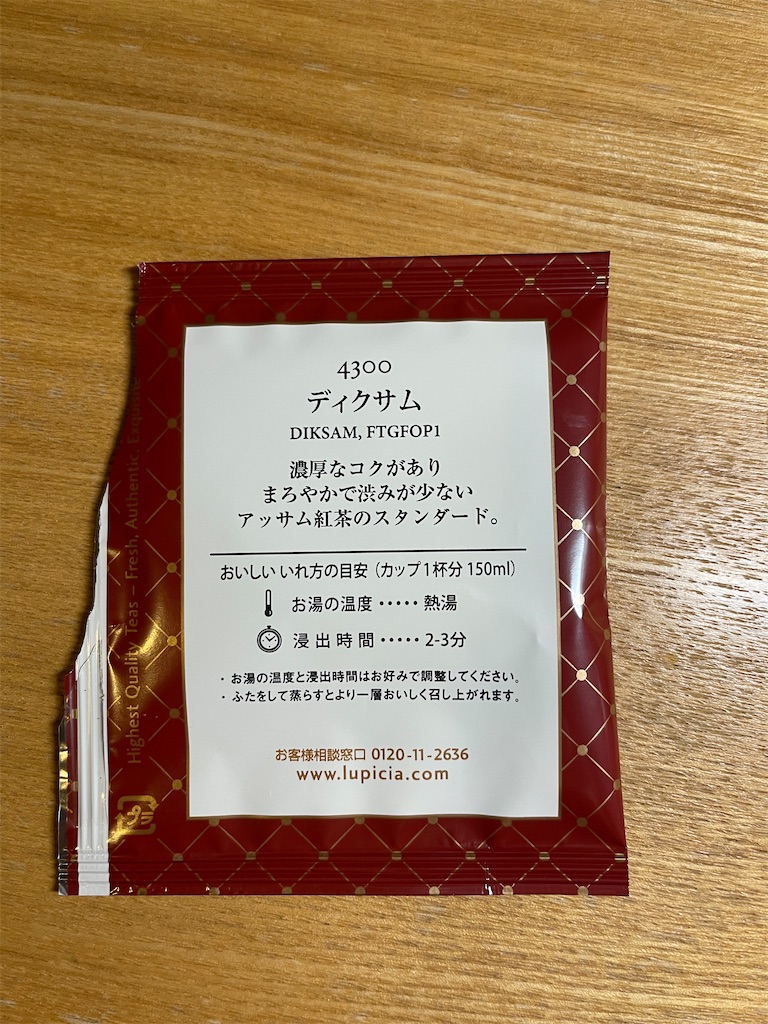 4300
ディクサム
DIKSAM, FTGFOP1
濃厚なコクがあり
まろやかで渋みが少ない
アッサム紅茶のスタンダード。
おいしい いれ方の目安 (カップ1杯分 150ml)
お湯の温度・・・・・熱湯
浸出時間・・・・・2-3分
・お湯の温度と浸出時間はお好みで調整してください。
・ふたをして蒸らすとより一層おいしく召し上がれます。
お客様相談窓口 0120-11-2636
www.lupicia.com
Highest Quality Teas – Fresh, Authentic,
プラ